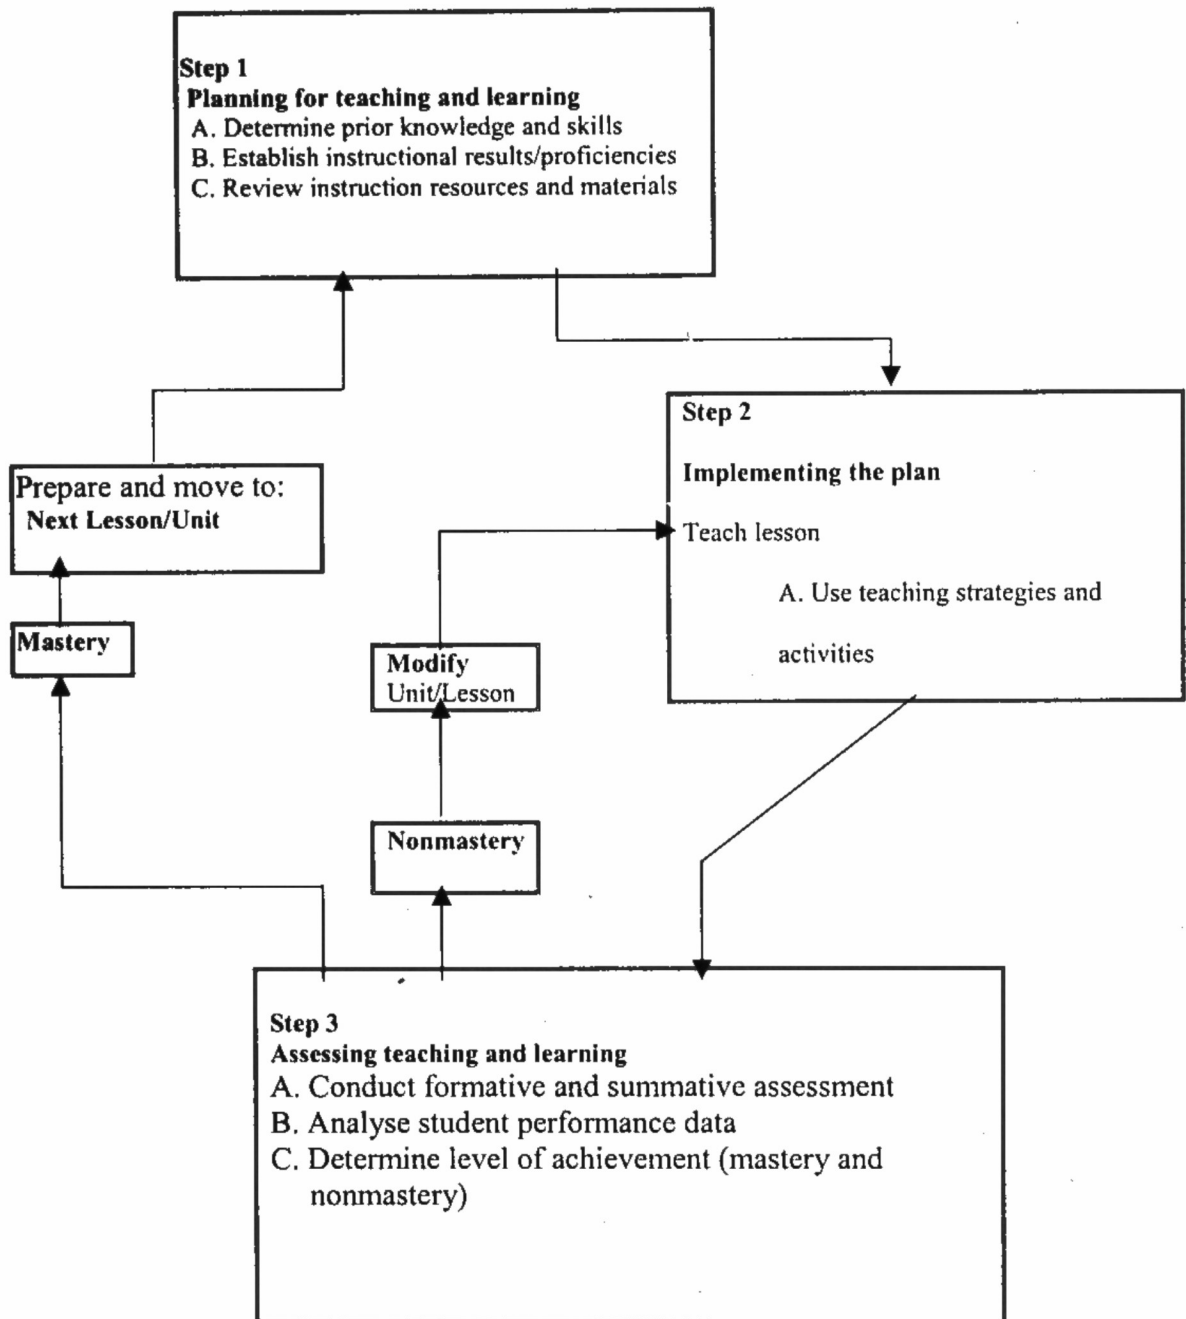 Step 1
Planning for teaching and learning
A. Determine prior knowledge and skills
B. Establish instructional results/proficiencies
C. Review instruction resources and materials
Step 2
Implementing the plan
Teach lesson
A. Use teaching strategies and
activities
Prepare and move to:
Next Lesson/Unit
Mastery
Modify
Unit/Lesson
Nonmastery
Step 3
Assessing teaching and learning
A. Conduct formative and summative assessment
B. Analyse student performance data
C. Determine level of achievement (mastery and
nonmastery)